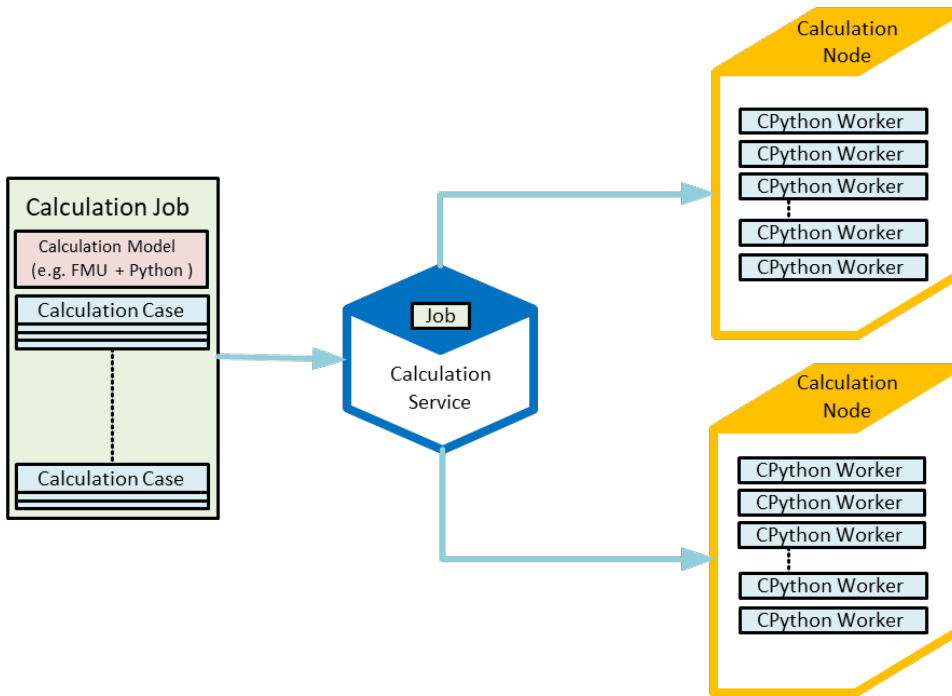 Calculation Job
Calculation Model
(e.g. FMU + Python )
Calculation Case
Calculation Case
Job
Calculation
Service
Calculation
Node
CPython Worker
CPython Worker
CPython Worker
CPython Worker
CPython Worker
Calculation
Node
CPython Worker
CPython Worker
CPython Worker
CPython Worker
CPython Worker